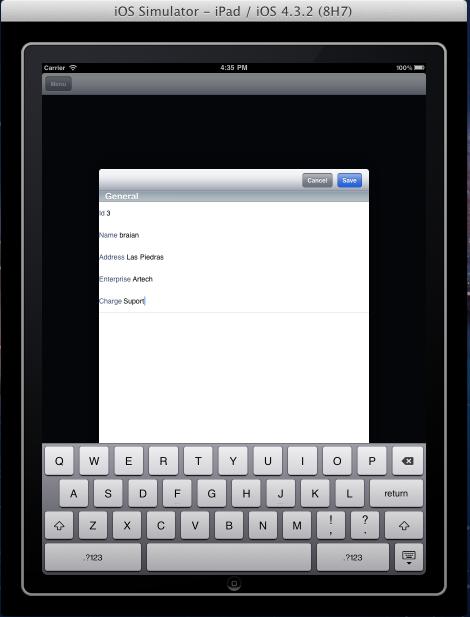 iOS Simulator – iPad / iOS 4.3.2 (8H7)
Carrier 4:35 PM 100%
Menu
Cancel Save
General
Id 3
Name braian
Address Las Piedras
Enterprise Artech
Charge Suport
Q W E R T Y U I O P
A S D F G H J K L return
Z X C V B N M ! , ? .
.?123 .?123